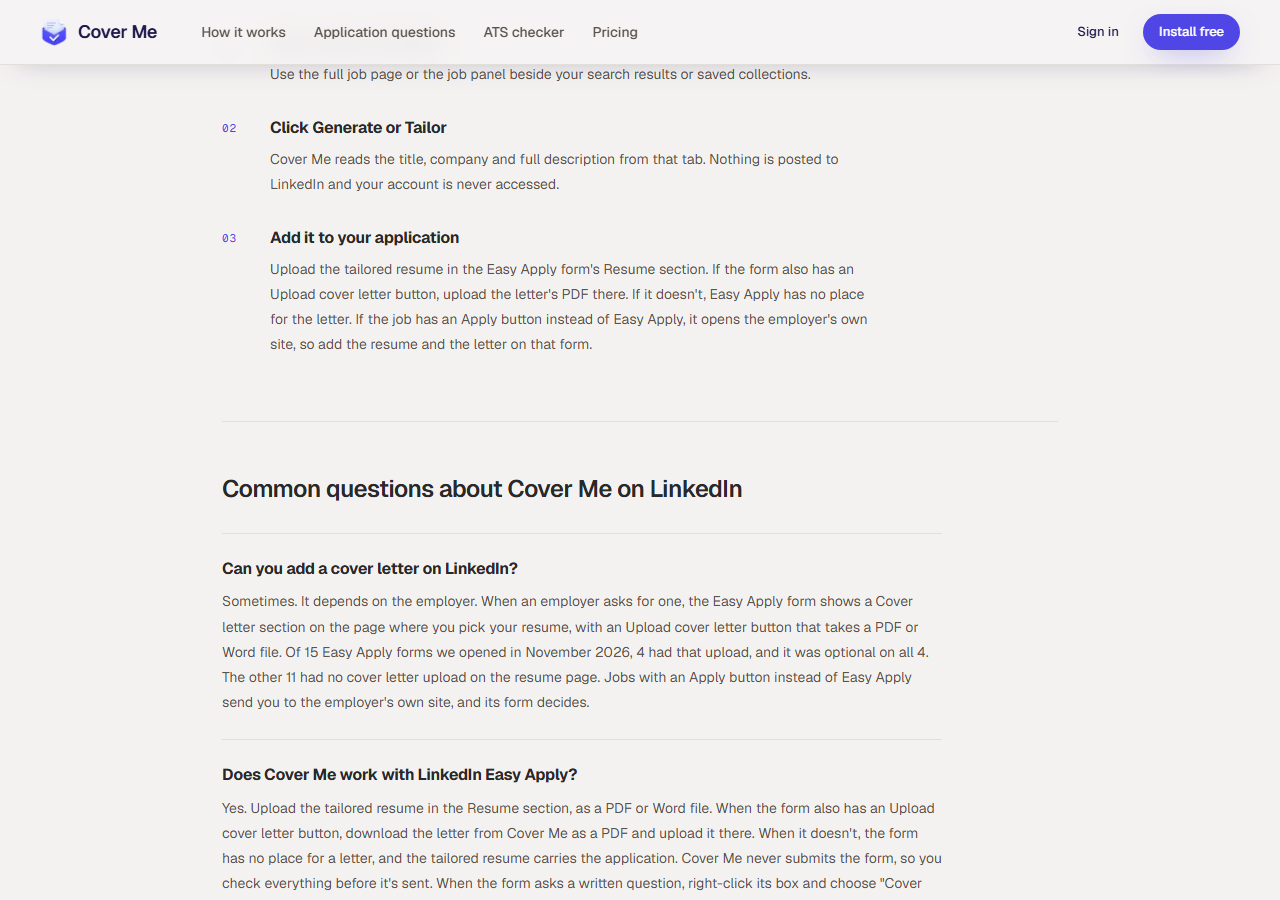 Cover Me
How it works
Application questions
ATS checker
Pricing
Sign in
Install free
Use the full job page or the job panel beside your search results or saved collections.
02
Click Generate or Tailor
Cover Me reads the title, company and full description from that tab. Nothing is posted to
LinkedIn and your account is never accessed.
03
Add it to your application
Upload the tailored resume in the Easy Apply form's Resume section. If the form also has an
Upload cover letter button, upload the letter's PDF there. If it doesn't, Easy Apply has no place
for the letter. If the job has an Apply button instead of Easy Apply, it opens the employer's own
site, so add the resume and the letter on that form.
Common questions about Cover Me on LinkedIn
Can you add a cover letter on LinkedIn?
Sometimes. It depends on the employer. When an employer asks for one, the Easy Apply form shows a Cover
letter section on the page where you pick your resume, with an Upload cover letter button that takes a PDF or
Word file. Of 15 Easy Apply forms we opened in November 2026, 4 had that upload, and it was optional on all 4.
The other 11 had no cover letter upload on the resume page. Jobs with an Apply button instead of Easy Apply
send you to the employer's own site, and its form decides.
Does Cover Me work with LinkedIn Easy Apply?
Yes. Upload the tailored resume in the Resume section, as a PDF or Word file. When the form also has an Upload
cover letter button, download the letter from Cover Me as a PDF and upload it there. When it doesn't, the form
has no place for a letter, and the tailored resume carries the application. Cover Me never submits the form, so you
check everything before it's sent. When the form asks a written question, right-click its box and choose "Cover